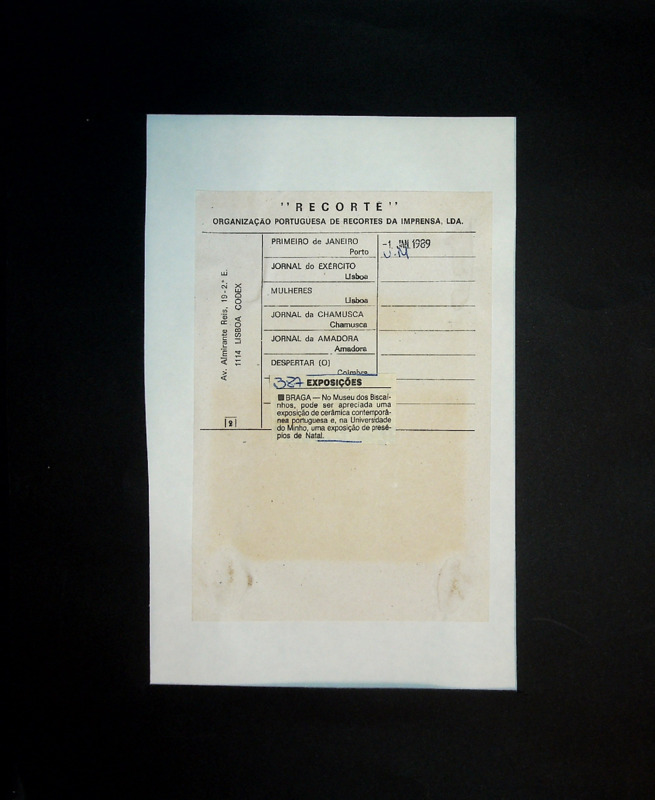 "RECORTE"
ORGANIZAÇÃO PORTUGUESA DE RECORTES DA IMPRENSA, LDA.
Av. Almirante Reis, 19-2.º E.
1114 LISBOA CODEX
2
PRIMEIRO de JANEIRO
Porto
-1. JAN. 1989
U.M
JORNAL do EXÉRCITO
Lisboa
MULHERES
Lisboa
JORNAL da CHAMUSCA
Chamusca
JORNAL da AMADORA
Amadora
DESPERTAR (O)
Coimbra
387 EXPOSIÇÕES
BRAGA — No Museu dos Biscaí-
nhos, pode ser apreciada uma
exposição de cerâmica contemporâ-
nea portuguesa e, na Universidade
do Minho, uma exposição de presé-
pios de Natal.